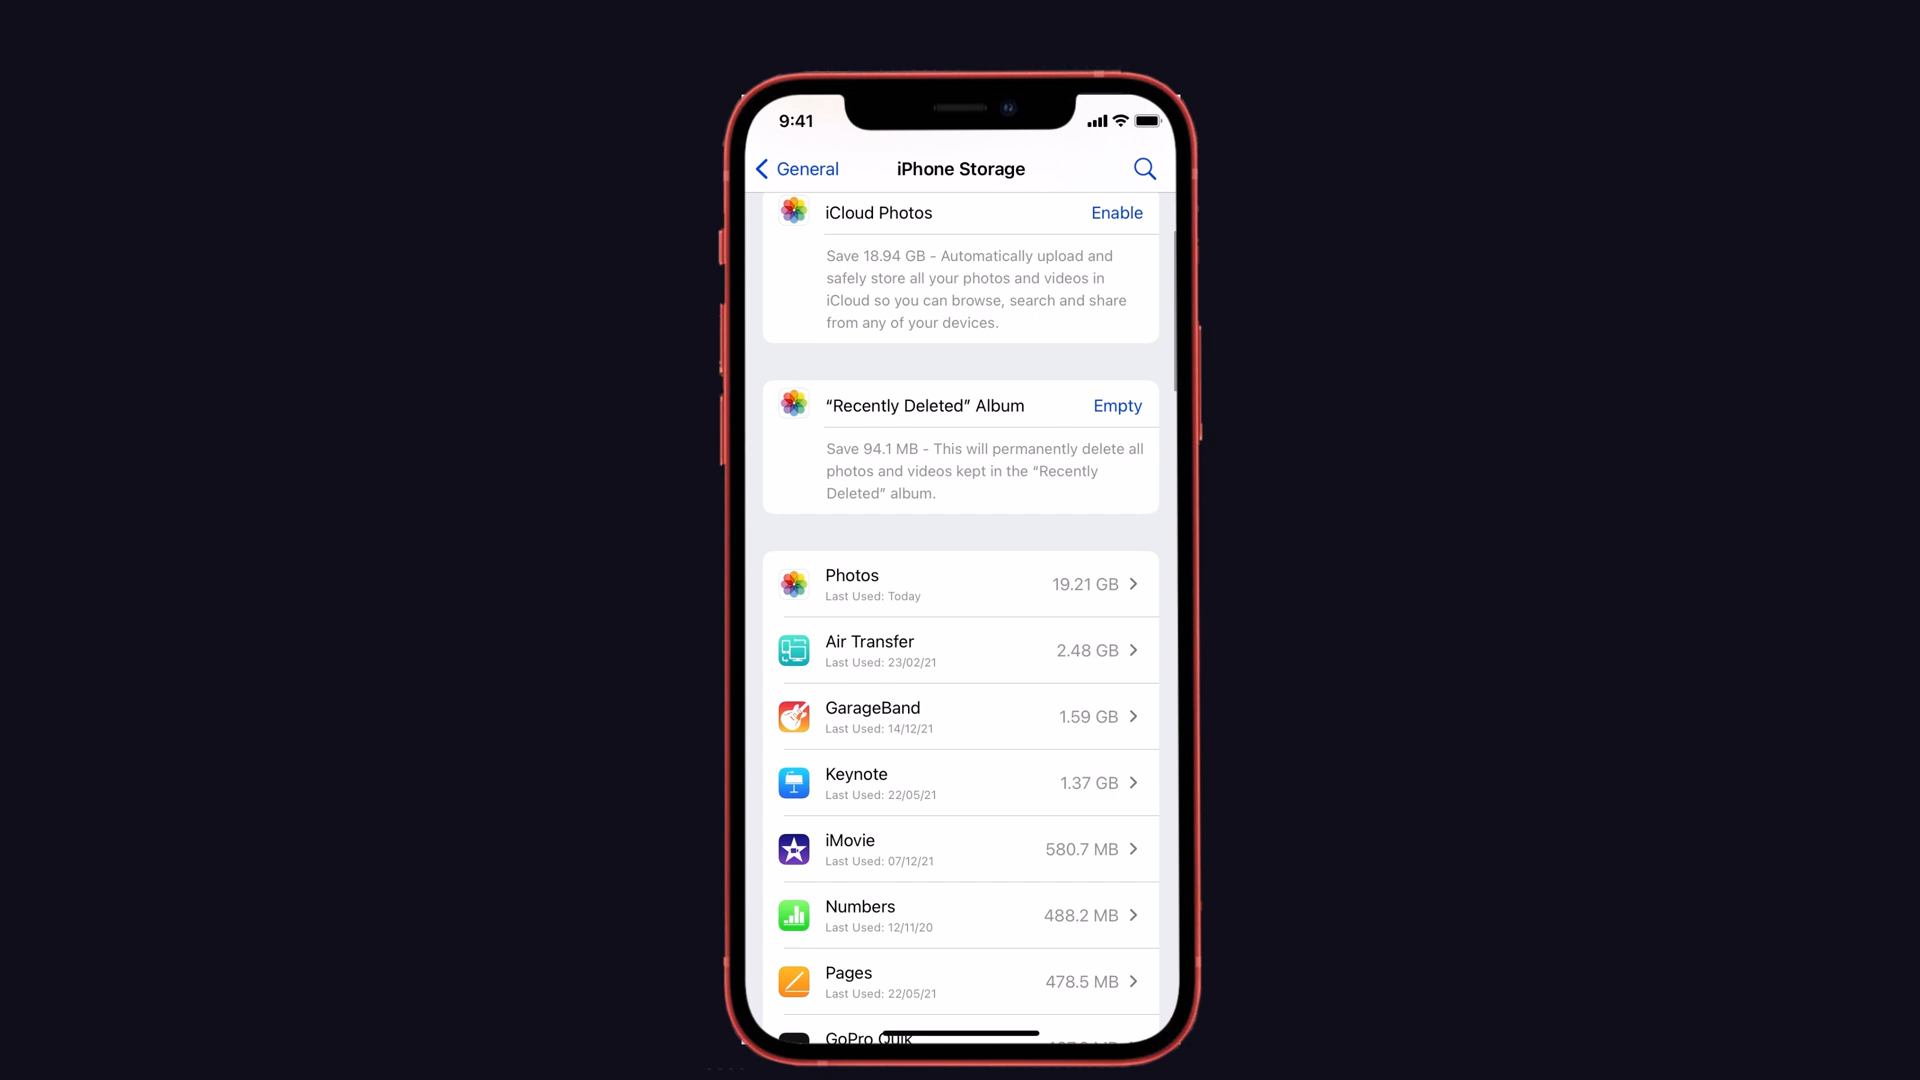 9:41
General
iPhone Storage
iCloud Photos
Enable
Save 18.94 GB - Automatically upload and
safely store all your photos and videos in
iCloud so you can browse, search and share
from any of your devices.
“Recently Deleted” Album
Empty
Save 94.1 MB - This will permanently delete all
photos and videos kept in the “Recently
Deleted” album.
Photos
19.21 GB
Last Used: Today
Air Transfer
2.48 GB
Last Used: 23/02/21
GarageBand
1.59 GB
Last Used: 14/12/21
Keynote
1.37 GB
Last Used: 22/05/21
iMovie
580.7 MB
Last Used: 07/12/21
Numbers
488.2 MB
Last Used: 12/11/20
Pages
478.5 MB
Last Used: 22/05/21
GoPro Quik